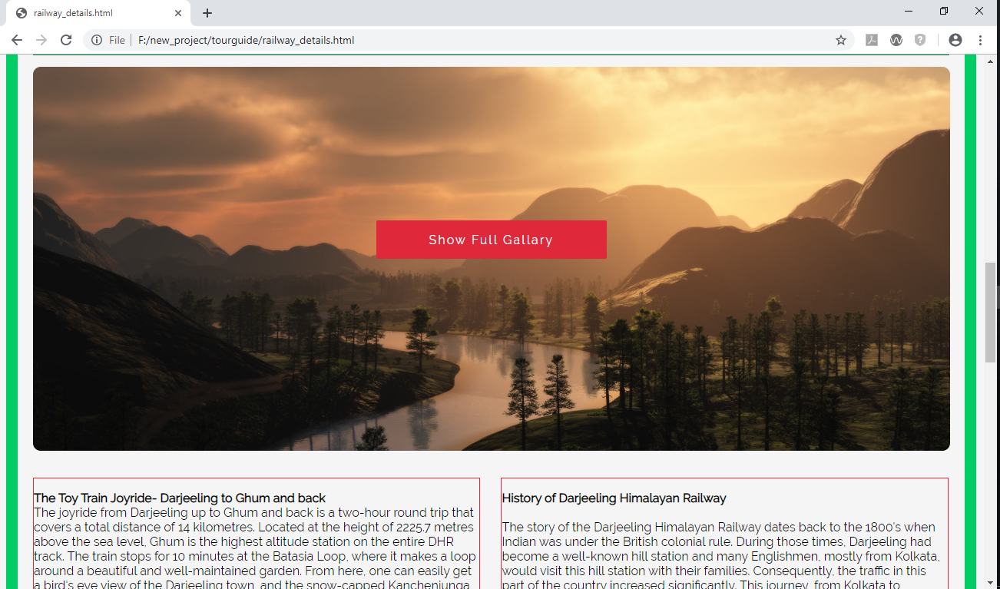 railway_details.html
File
F:/new_project/tourguide/railway_details.html
Show Full Gallary
The Toy Train Joyride- Darjeeling to Ghum and back
The joyride from Darjeeling up to Ghum and back is a two-hour round trip that
covers a total distance of 14 kilometres. Located at the height of 2225.7 metres
above the sea level, Ghum is the highest altitude station on the entire DHR
track. The train stops for 10 minutes at the Batasia Loop, where it makes a loop
around a beautiful and well-maintained garden. From here, one can easily get
a bird's eye view of the Darjeeling town, and the snow-capped Kanchenjunga
History of Darjeeling Himalayan Railway
The story of the Darjeeling Himalayan Railway dates back to the 1800's when
Indian was under the British colonial rule. During those times, Darjeeling had
become a well-known hill station and many Englishmen, mostly from Kolkata,
would visit this hill station with their families. Consequently, the traffic in this
part of the country increased significantly. This journey, from Kolkata to